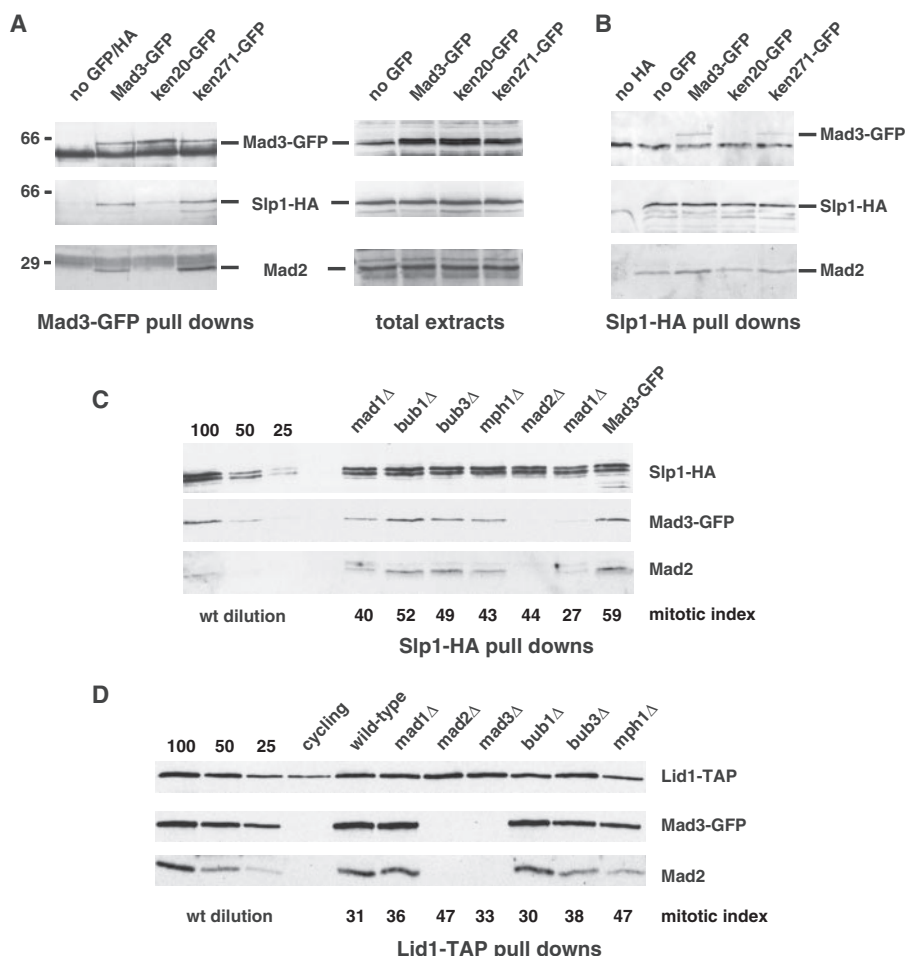 A
no GFP/HA
Mad3-GFP
ken20-GFP
ken271-GFP
no GFP
Mad3-GFP
ken20-GFP
ken271-GFP
66
Mad3-GFP
66
Slp1-HA
29
Mad2
Mad3-GFP pull downs
total extracts
B
no HA
no GFP
Mad3-GFP
ken20-GFP
ken271-GFP
Mad3-GFP
Slp1-HA
Mad2
Slp1-HA pull downs
C
100 50 25
mad1Δ
bub1Δ
bub3Δ
mph1Δ
mad2Δ
mad1Δ
Mad3-GFP
Slp1-HA
Mad3-GFP
Mad2
wt dilution 40 52 49 43 44 27 59 mitotic index
Slp1-HA pull downs
D
100 50 25
cycling
wild-type
mad1Δ
mad2Δ
mad3Δ
bub1Δ
bub3Δ
mph1Δ
Lid1-TAP
Mad3-GFP
Mad2
wt dilution 31 36 47 33 30 38 47 mitotic index
Lid1-TAP pull downs